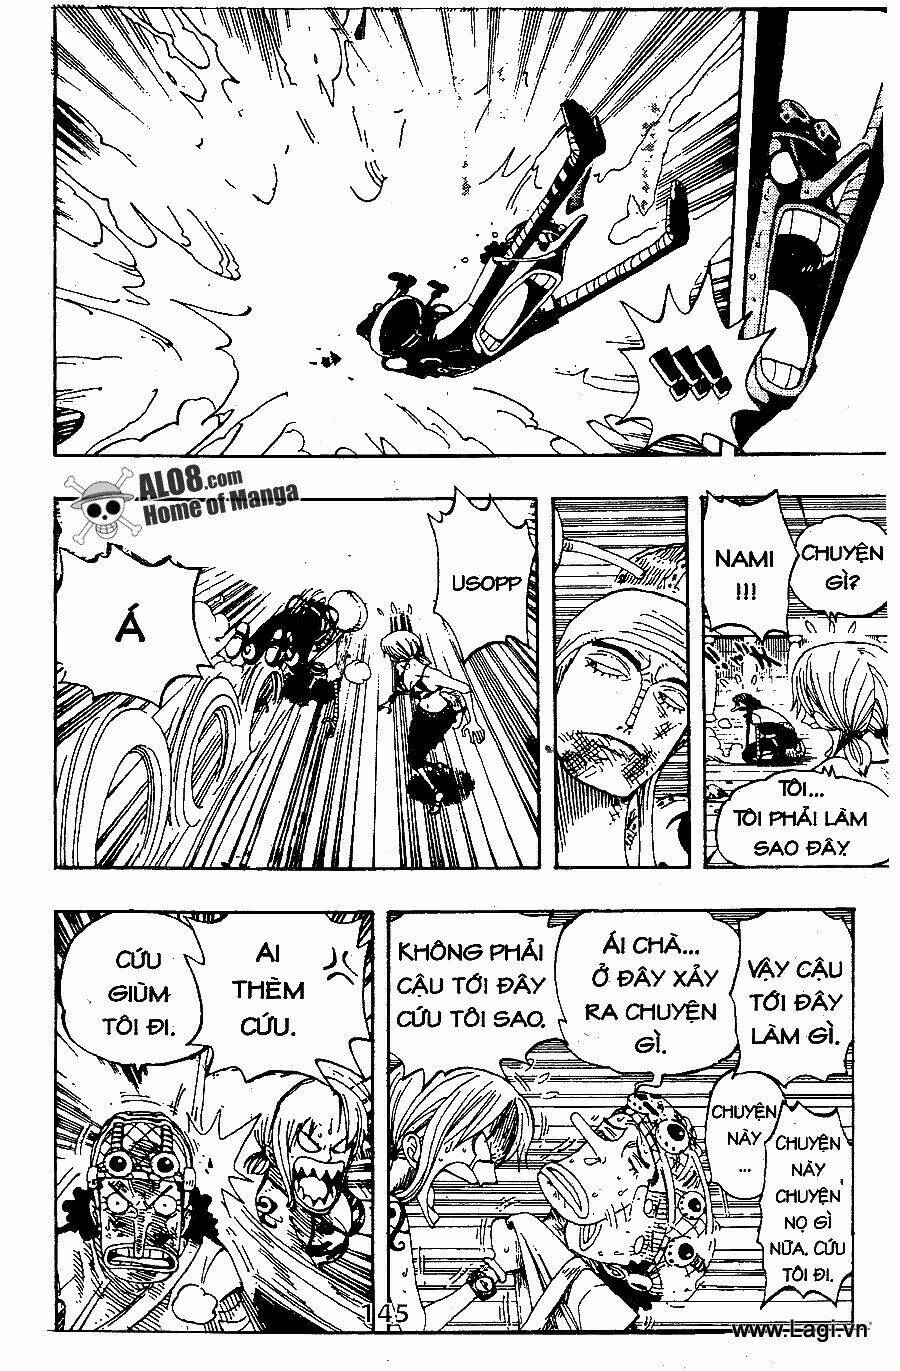 !!!
AL08.com
Home of Manga
CHUYỆN
GÌ?
NAMI
!!!
TÔI...
TÔI PHẢI LÀM
SAO ĐÂY.
USOPP
Á
VẬY CẬU
TỚI ĐÂY
LÀM GÌ.
ÁI CHÀ...
Ở ĐÂY XẢY
RA CHUYỆN
GÌ.
KHÔNG PHẢI
CẬU TỚI ĐÂY
CỨU TÔI SAO.
CHUYỆN
NÀY
...
CHUYỆN
NÀY
CHUYỆN
NỌ GÌ
NỮA. CỨU
TÔI ĐI.
AI
THÈM
CỨU.
CỨU
GIÙM
TÔI ĐI.
145
www.Lagi.vn